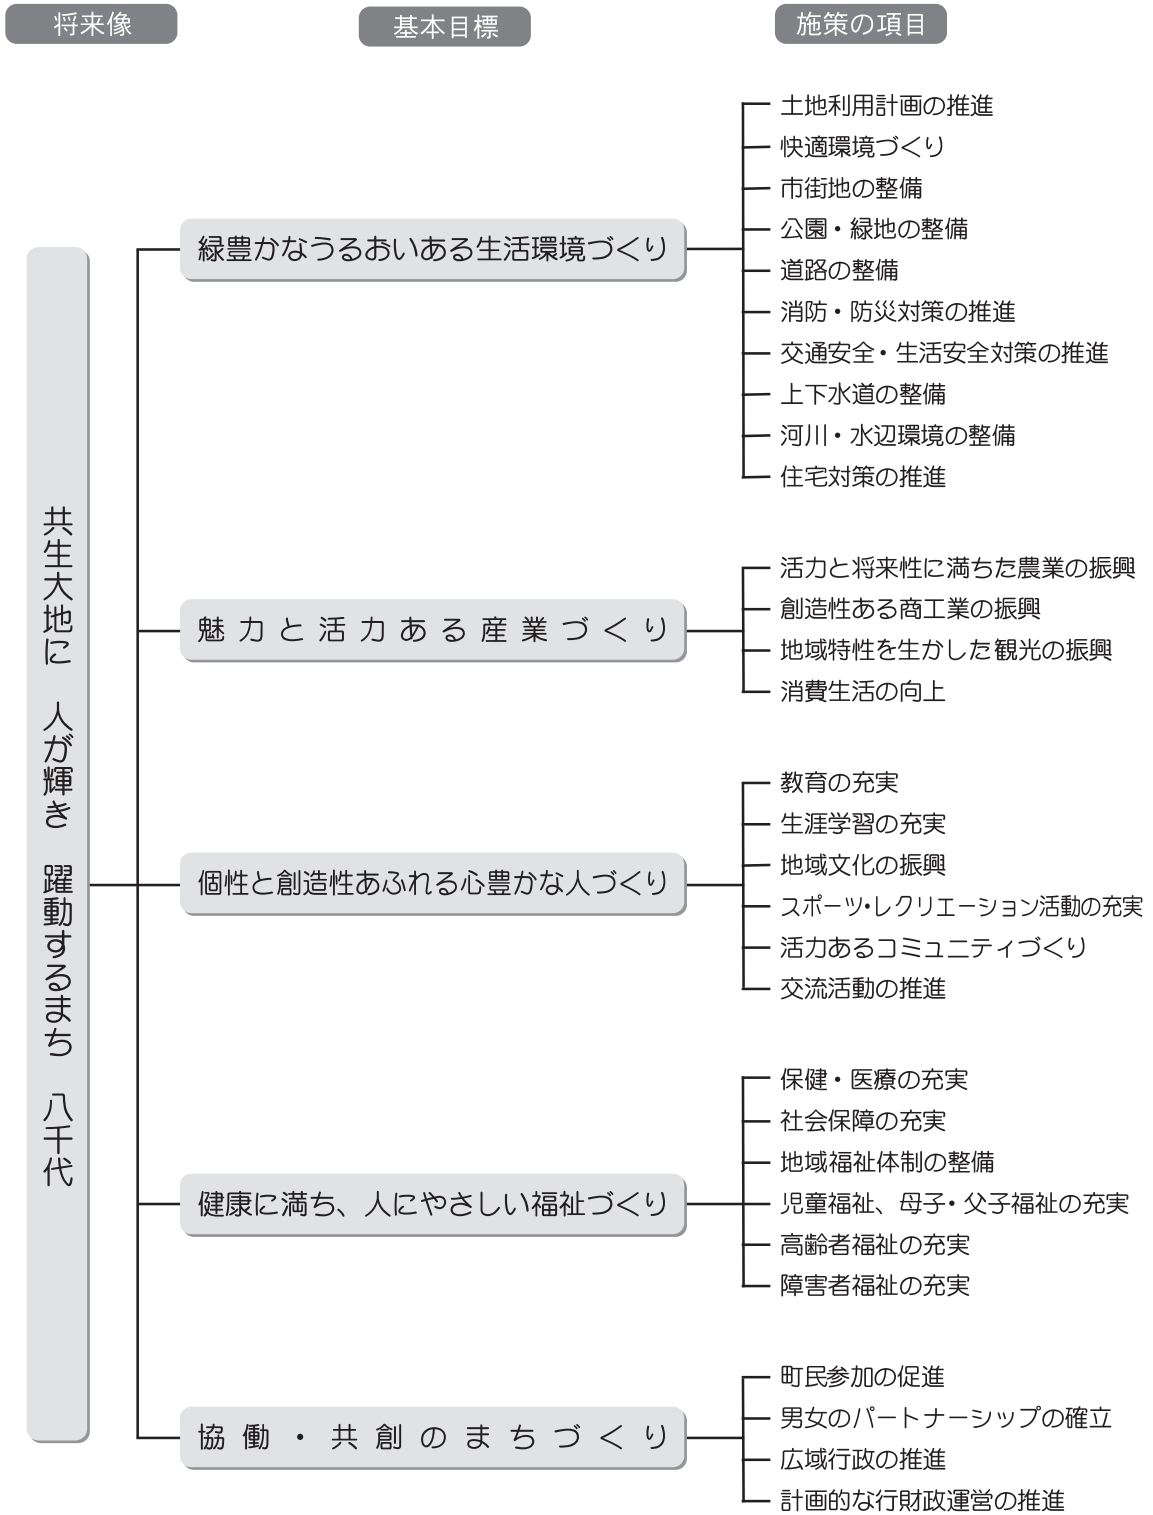 将来像
基本目標
施策の項目
共生大地に　人が輝き　躍動するまち　八千代
緑豊かなうるおいある生活環境づくり
土地利用計画の推進
快適環境づくり
市街地の整備
公園・緑地の整備
道路の整備
消防・防災対策の推進
交通安全・生活安全対策の推進
上下水道の整備
河川・水辺環境の整備
住宅対策の推進
魅力と活力ある産業づくり
活力と将来性に満ちた農業の振興
創造性ある商工業の振興
地域特性を生かした観光の振興
消費生活の向上
個性と創造性あふれる心豊かな人づくり
教育の充実
生涯学習の充実
地域文化の振興
スポーツ・レクリエーション活動の充実
活力あるコミュニティづくり
交流活動の推進
健康に満ち、人にやさしい福祉づくり
保健・医療の充実
社会保障の充実
地域福祉体制の整備
児童福祉、母子・父子福祉の充実
高齢者福祉の充実
障害者福祉の充実
協働・共創のまちづくり
町民参加の促進
男女のパートナーシップの確立
広域行政の推進
計画的な行財政運営の推進